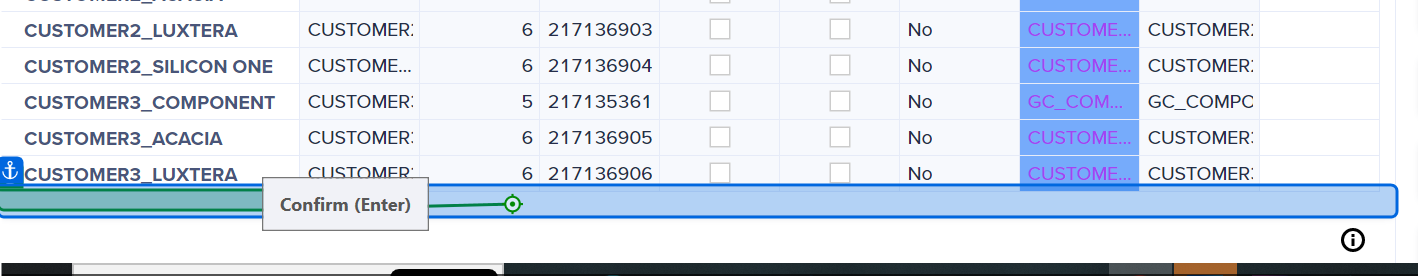 CUSTOMER2_LUXTERA CUSTOMER2 6 217136903 No CUSTOME... CUSTOMER2
CUSTOMER2_SILICON ONE CUSTOME... 6 217136904 No CUSTOME... CUSTOMER2
CUSTOMER3_COMPONENT CUSTOMER3 5 217135361 No GC_COM... GC_COMPO
CUSTOMER3_ACACIA CUSTOMER3 6 217136905 No CUSTOME... CUSTOMER3
CUSTOMER3_LUXTERA CUSTOMER3 6 217136906 No CUSTOME... CUSTOMER3
Confirm (Enter)